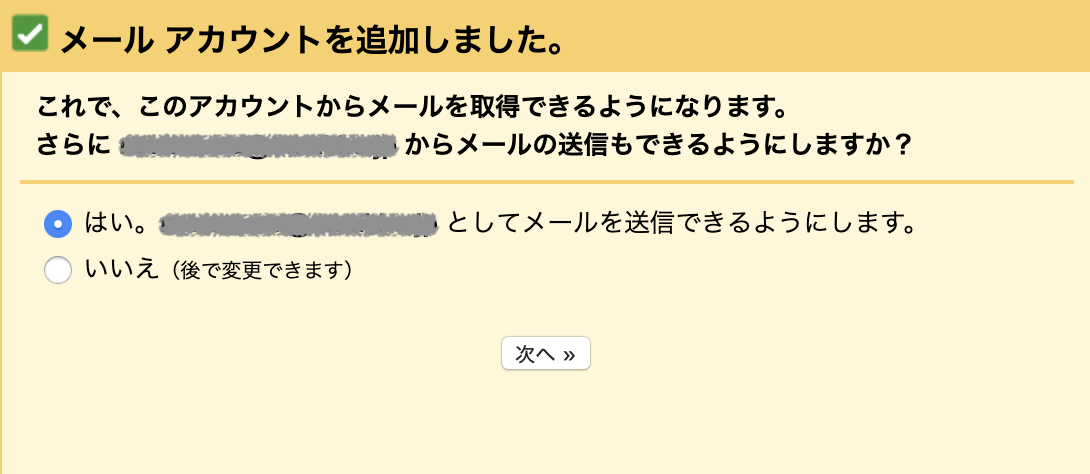 メール アカウントを追加しました。
これで、このアカウントからメールを取得できるようになります。
さらに からメールの送信もできるようにしますか？
はい。 としてメールを送信できるようにします。
いいえ（後で変更できます）
次へ »